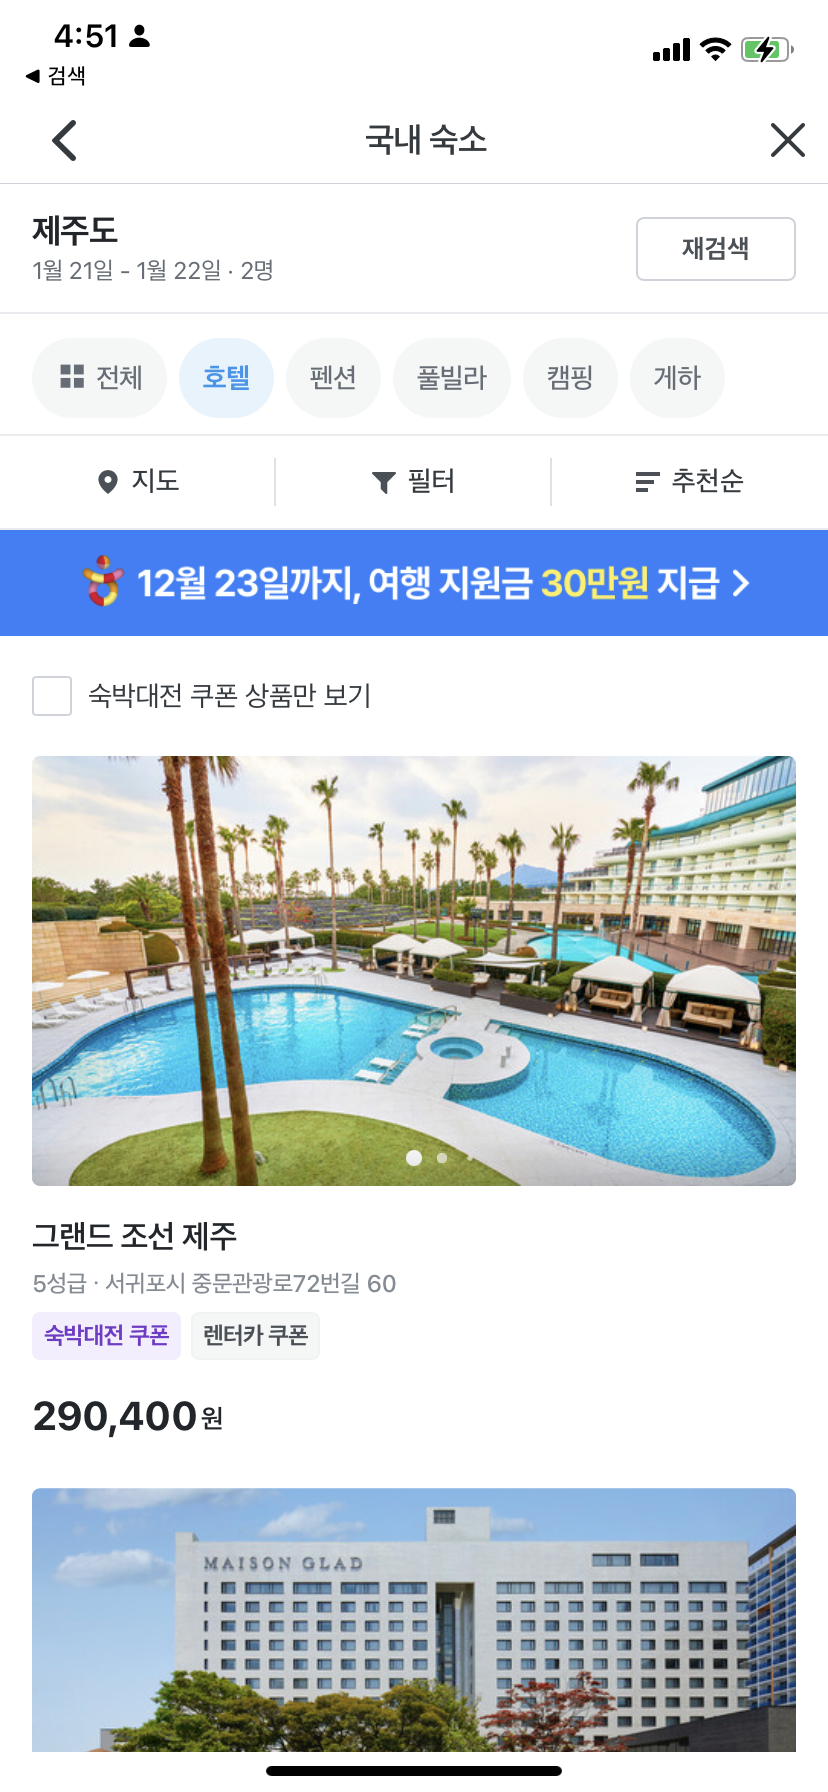 4:51
◀ 검색
국내 숙소
제주도
1월 21일 - 1월 22일 · 2명
재검색
전체
호텔
펜션
풀빌라
캠핑
게하
지도
필터
추천순
12월 23일까지, 여행 지원금 30만원 지급
숙박대전 쿠폰 상품만 보기
그랜드 조선 제주
5성급 · 서귀포시 중문관광로72번길 60
숙박대전 쿠폰
렌터카 쿠폰
290,400원
MAISON GLAD